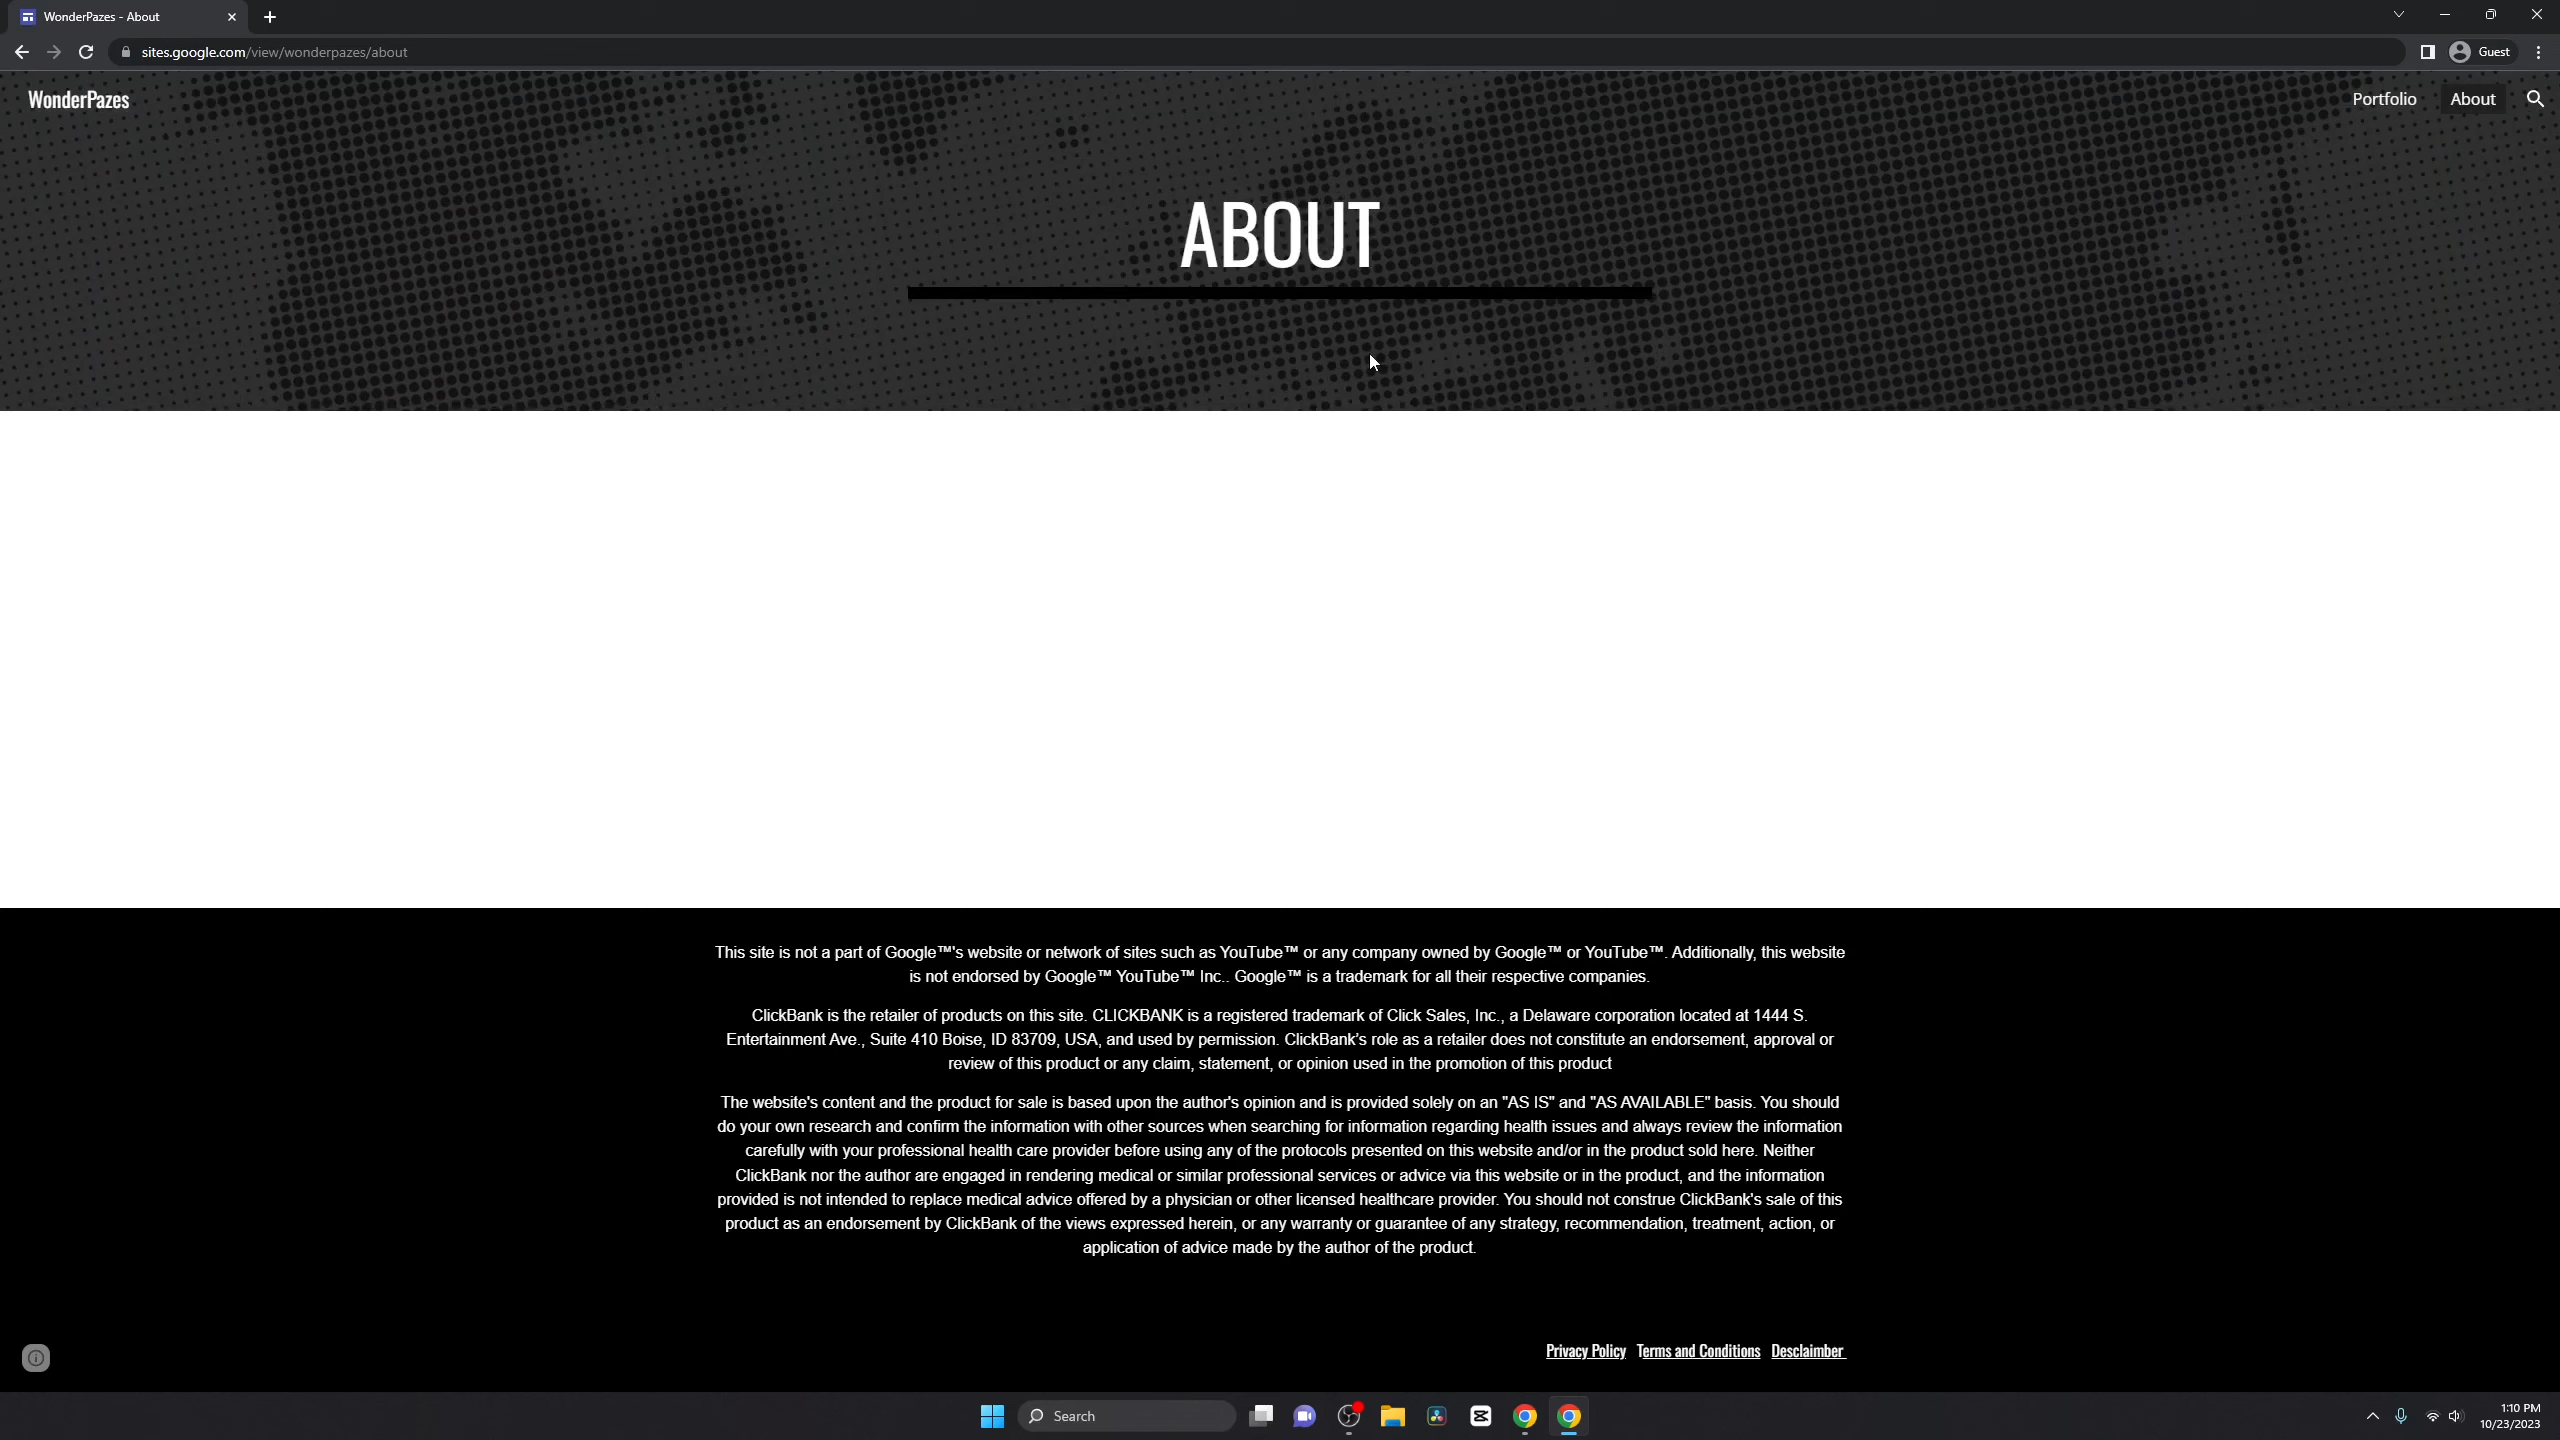 WonderPazes - About
sites.google.com/view/wonderpazes/about
Guest
WonderPazes
Portfolio
About
ABOUT
This site is not a part of Google™'s website or network of sites such as YouTube™ or any company owned by Google™ or YouTube™. Additionally, this website
is not endorsed by Google™ YouTube™ Inc.. Google™ is a trademark for all their respective companies.
ClickBank is the retailer of products on this site. CLICKBANK is a registered trademark of Click Sales, Inc., a Delaware corporation located at 1444 S.
Entertainment Ave., Suite 410 Boise, ID 83709, USA, and used by permission. ClickBank's role as a retailer does not constitute an endorsement, approval or
review of this product or any claim, statement, or opinion used in the promotion of this product
The website's content and the product for sale is based upon the author's opinion and is provided solely on an "AS IS" and "AS AVAILABLE" basis. You should
do your own research and confirm the information with other sources when searching for information regarding health issues and always review the information
carefully with your professional health care provider before using any of the protocols presented on this website and/or in the product sold here. Neither
ClickBank nor the author are engaged in rendering medical or similar professional services or advice via this website or in the product, and the information
provided is not intended to replace medical advice offered by a physician or other licensed healthcare provider. You should not construe ClickBank's sale of this
product as an endorsement by ClickBank of the views expressed herein, or any warranty or guarantee of any strategy, recommendation, treatment, action, or
application of advice made by the author of the product.
Privacy Policy Terms and Conditions Desclaimber
Search
1:10 PM
10/23/2023